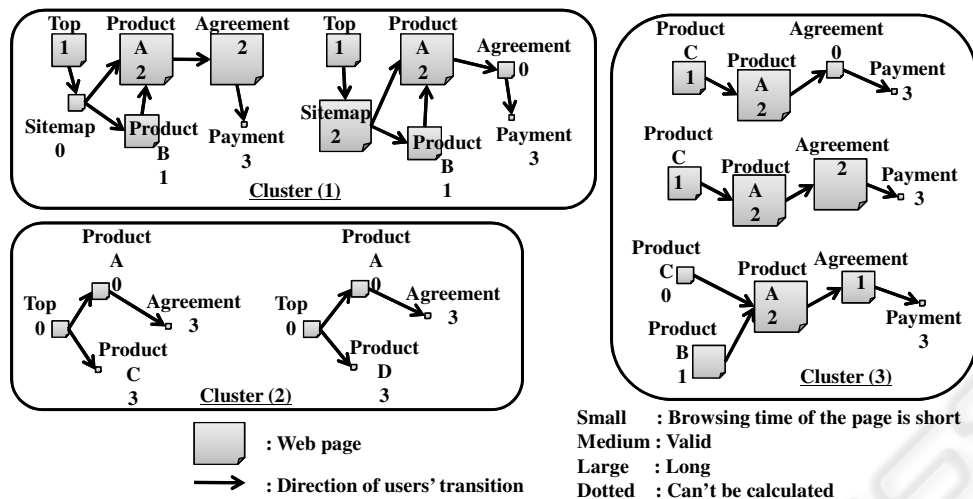 Top
1
Sitemap
0
Product
A
2
Product
B
1
Agreement
2
Payment
3
Top
1
Sitemap
2
Product
A
2
Product
B
1
Agreement
0
Payment
3
Cluster (1)
Top
0
Product
A
0
Agreement
3
Product
C
3
Top
0
Product
A
0
Agreement
3
Product
D
3
Cluster (2)
Product
C
1
Product
A
2
Agreement
0
Payment
3
Product
C
1
Product
A
2
Agreement
2
Payment
3
Product
C
0
Product
B
1
Product
A
2
Agreement
1
Payment
3
Cluster (3)
: Web page
: Direction of users' transition
Small : Browsing time of the page is short
Medium : Valid
Large : Long
Dotted : Can't be calculated